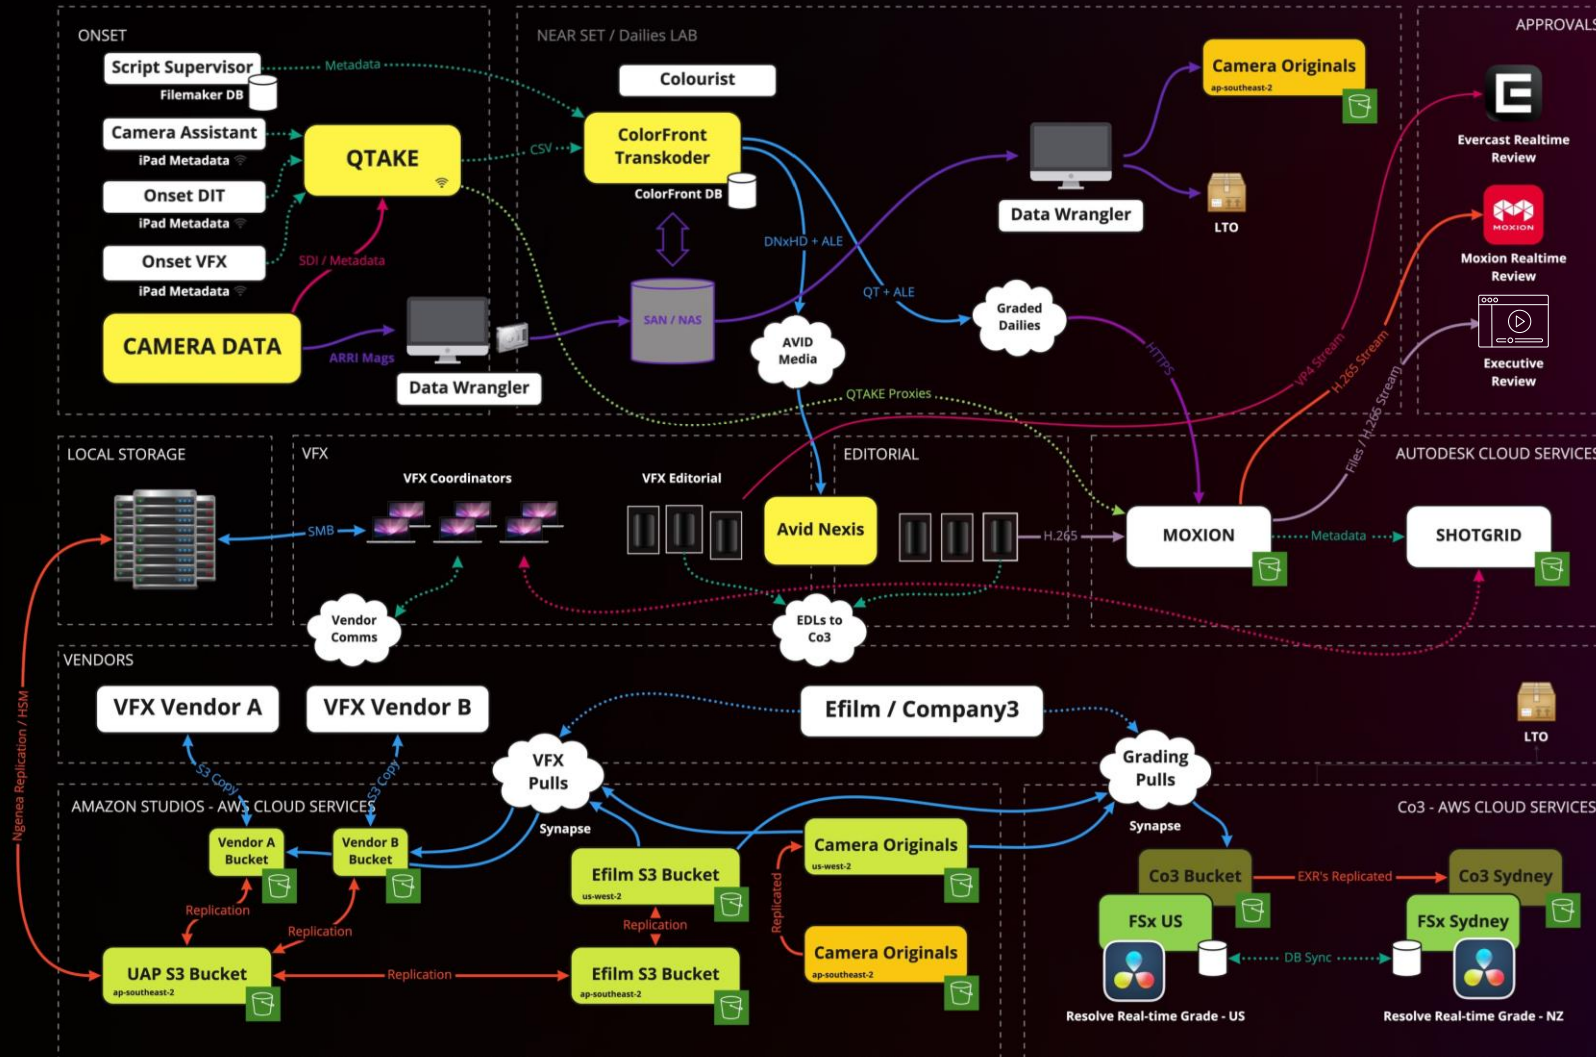 ONSET
Script Supervisor
Filemaker DB
Metadata
Camera Assistant
iPad Metadata
Onset DIT
iPad Metadata
Onset VFX
iPad Metadata
QTAKE
CSV
SDI / Metadata
CAMERA DATA
ARRI Mags
Data Wrangler
NEAR SET / Dailies LAB
Colourist
ColorFront
Transkoder
ColorFront DB
SAN / NAS
DNxHD + ALE
QT + ALE
AVID
Media
Graded
Dailies
Data Wrangler
Camera Originals
ap-southeast-2
LTO
QTAKE Proxies
HTTPS
VP4 Stream
H.265 Stream
Files / H.265 Stream
APPROVALS
Evercast Realtime
Review
MOXION
Moxion Realtime
Review
Executive
Review
LOCAL STORAGE
SMB
VFX
VFX Coordinators
VFX Editorial
Vendor
Comms
Avid Nexis
EDITORIAL
H.265
EDLs to
Co3
AUTODESK CLOUD SERVICES
MOXION
Metadata
SHOTGRID
Ngenea Replication / HSM
VENDORS
VFX Vendor A
VFX Vendor B
Efilm / Company3
LTO
S3 Copy
S3 Copy
VFX
Pulls
Synapse
Grading
Pulls
Synapse
AMAZON STUDIOS - AWS CLOUD SERVICES
Vendor A
Bucket
Vendor B
Bucket
Replication
Replication
UAP S3 Bucket
ap-southeast-2
Replication
Efilm S3 Bucket
us-west-2
Replication
Efilm S3 Bucket
ap-southeast-2
Camera Originals
us-west-2
Replicated
Camera Originals
ap-southeast-2
Co3 - AWS CLOUD SERVICES
Co3 Bucket
EXR's Replicated
Co3 Sydney
FSx US
FSx Sydney
DB Sync
Resolve Real-time Grade - US
Resolve Real-time Grade - NZ